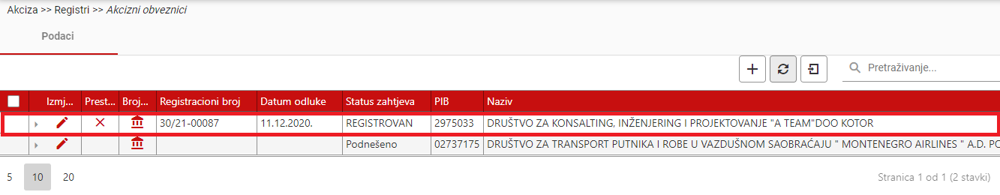 Akciza >> Registri >> Akcizni obveznici
Podaci
Pretraživanje...
Izmj... Prest... Broj... Registracioni broj Datum odluke Status zahtjeva PIB Naziv
30/21-00087 11.12.2020. REGISTROVAN 2975033 DRUŠTVO ZA KONSALTING, INŽENJERING I PROJEKTOVANJE "A TEAM"DOO KOTOR
Podnešeno 02737175 DRUŠTVO ZA TRANSPORT PUTNIKA I ROBE U VAZDUŠNOM SAOBRAĆAJU " MONTENEGRO AIRLINES " A.D. PO
5 10 20 Stranica 1 od 1 (2 stavki)